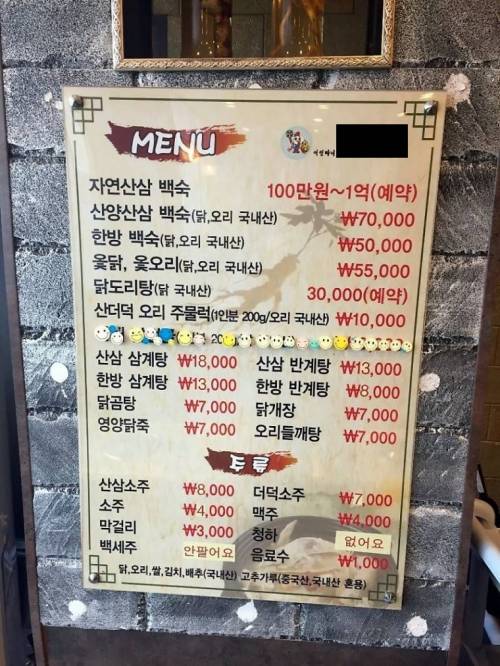 MENU
자연산삼 백숙 100만원~1억(예약)
산양산삼 백숙(닭,오리 국내산) ₩70,000
한방 백숙(닭,오리 국내산) ₩50,000
옻닭, 옻오리(닭,오리 국내산) ₩55,000
닭도리탕(닭 국내산) 30,000(예약)
산더덕 오리 주물럭(1인분 200g/오리 국내산) ₩10,000
산삼 삼계탕 ₩18,000 산삼 반계탕 ₩13,000
한방 삼계탕 ₩13,000 한방 반계탕 ₩8,000
닭곰탕 ₩7,000 닭개장 ₩7,000
영양닭죽 ₩7,000 오리들깨탕 ₩7,000
주류
산삼소주 ₩8,000 더덕소주 ₩7,000
소주 ₩4,000 맥주 ₩4,000
막걸리 ₩3,000 청하 없어요
백세주 안팔어요 음료수 ₩1,000
닭,오리,쌀,김치,배추(국내산) 고추가루(중국산,국내산 혼용)